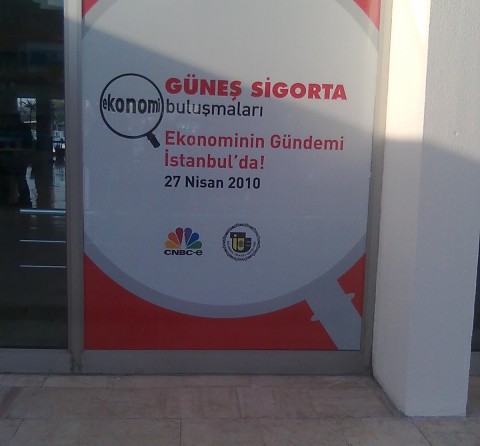 GÜNEŞ SİGORTA
ekonomi buluşmaları
Ekonominin Gündemi
İstanbul'da!
27 Nisan 2010
CNBC-e